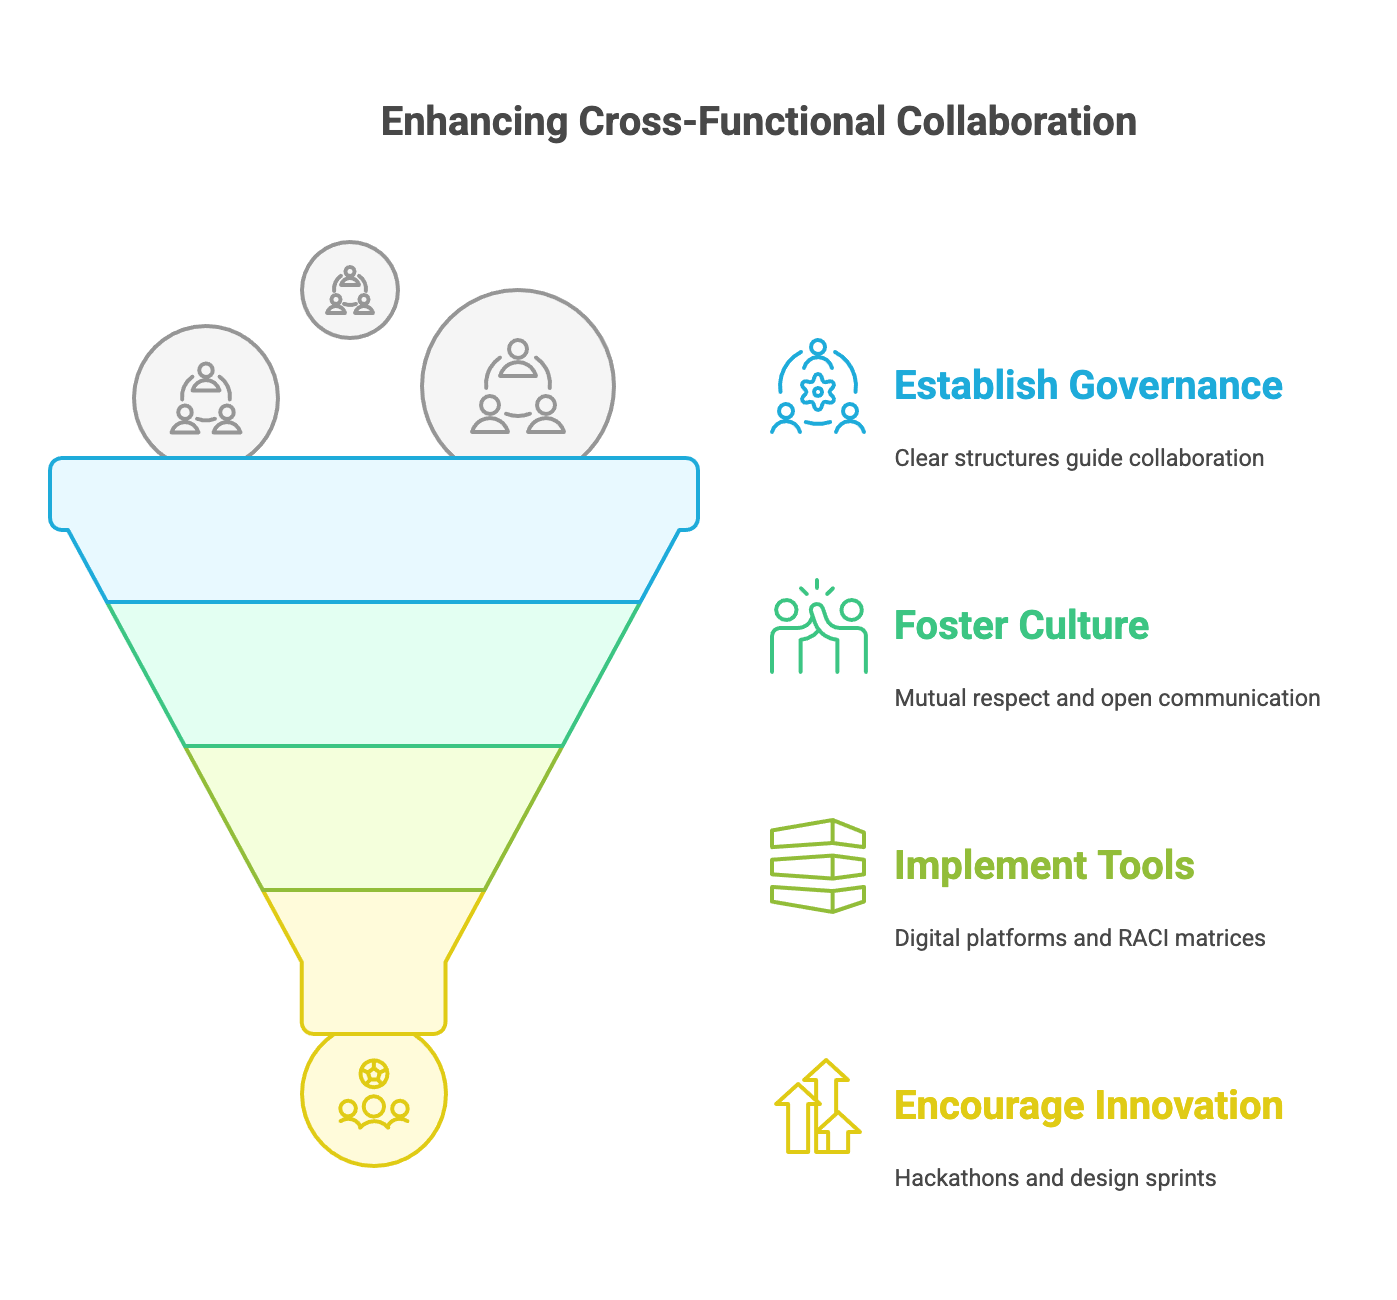 Enhancing Cross-Functional Collaboration
Establish Governance
Clear structures guide collaboration
Foster Culture
Mutual respect and open communication
Implement Tools
Digital platforms and RACI matrices
Encourage Innovation
Hackathons and design sprints